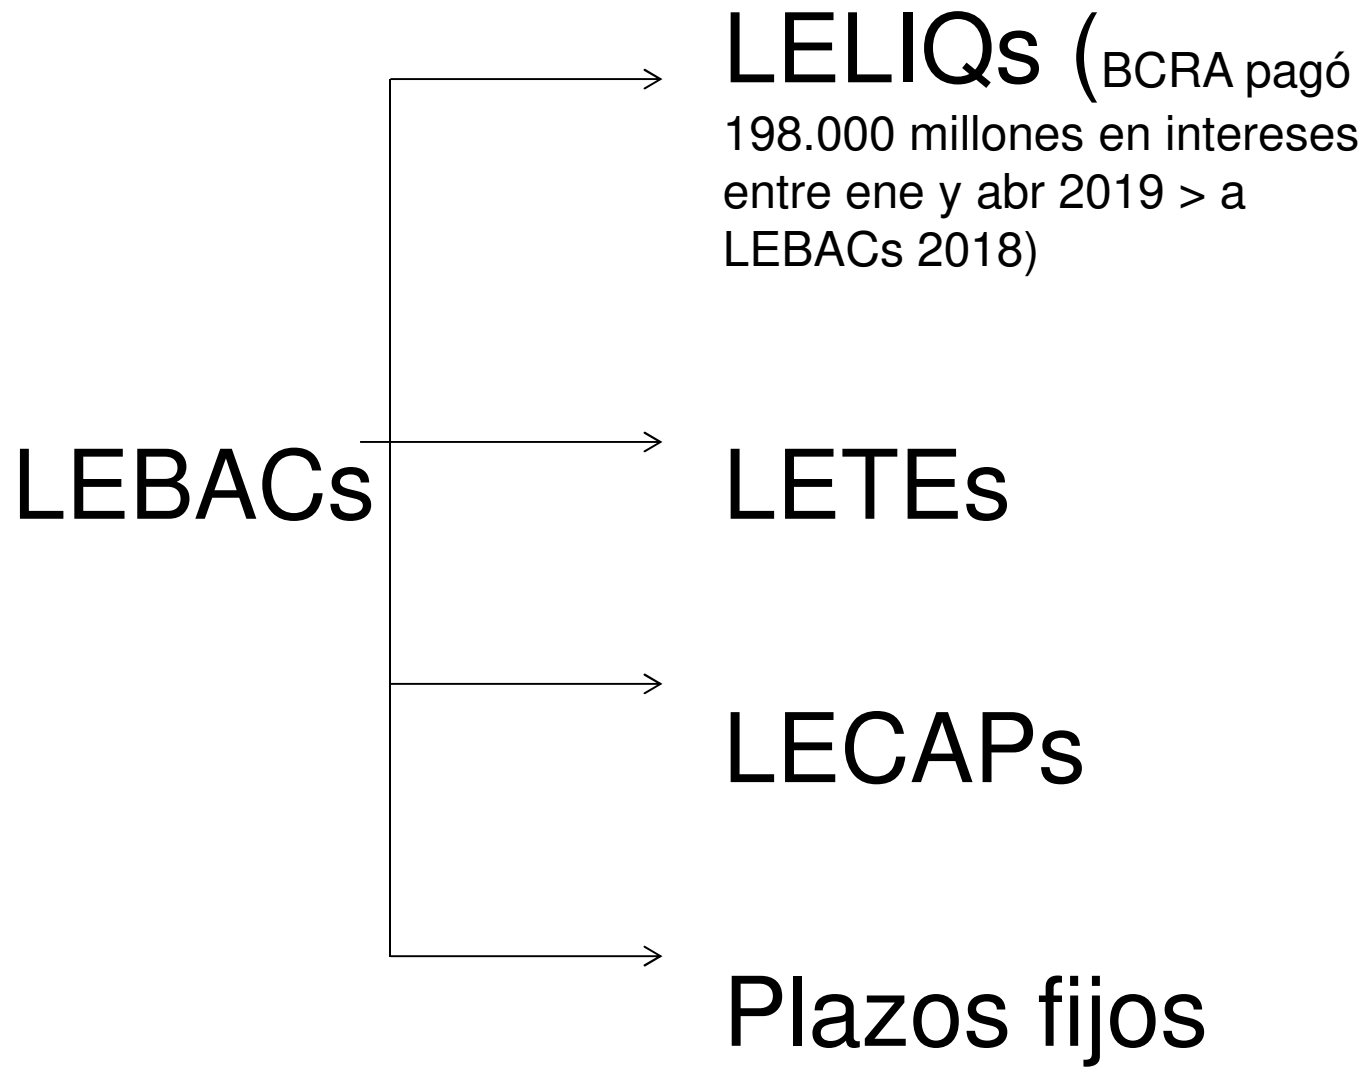 LELIQs (BCRA pagó
198.000 millones en intereses
entre ene y abr 2019 > a
LEBACs 2018)
LEBACs
LETEs
LECAPs
Plazos fijos